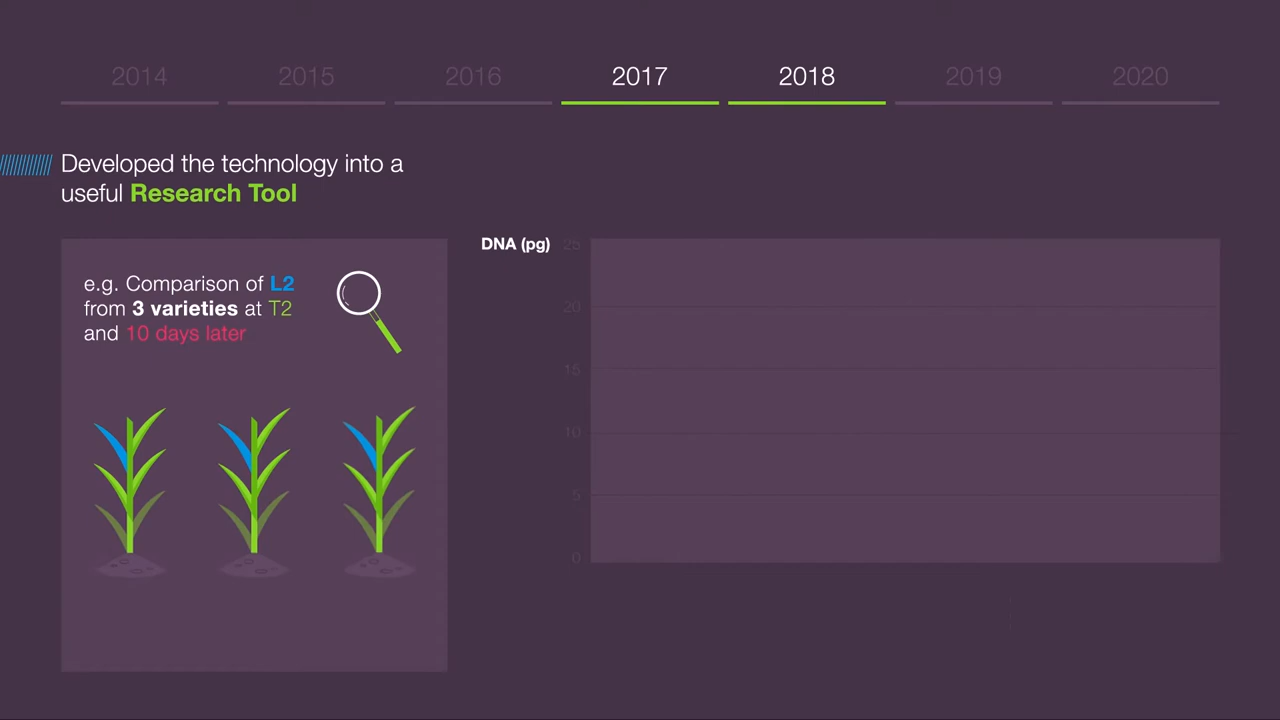 2014 2015 2016 2017 2018 2019 2020
Developed the technology into a
useful Research Tool
e.g. Comparison of L2
from 3 varieties at T2
and 10 days later
DNA (pg)
25
20
15
10
5
0